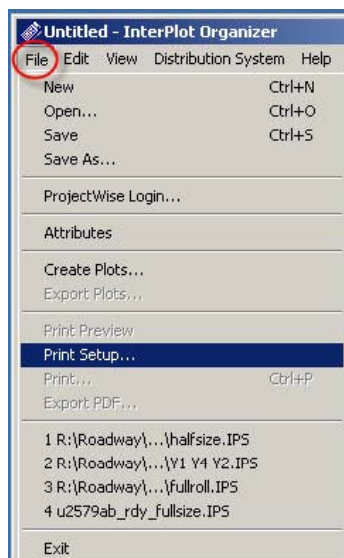 Untitled - InterPlot Organizer
File Edit View Distribution System Help
New Ctrl+N
Open... Ctrl+O
Save Ctrl+S
Save As...
ProjectWise Login...
Attributes
Create Plots...
Export Plots...
Print Preview
Print Setup...
Print... Ctrl+P
Export PDF...
1 R:\Roadway\...\halfsize.IPS
2 R:\Roadway\...\Y1 Y4 Y2.IPS
3 R:\Roadway\...\fullroll.IPS
4 u2579ab_rdy_fullsize.IPS
Exit